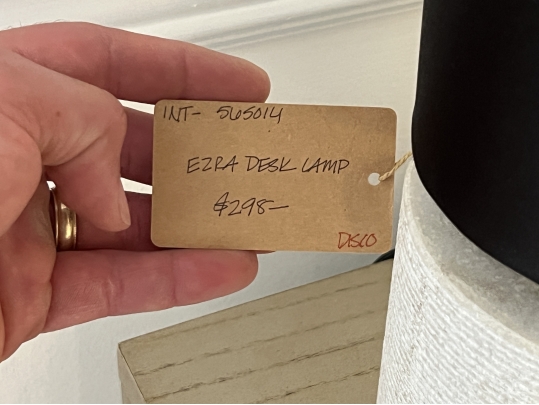 INT- 565014
EZRA DESK LAMP
$298—
DISCO